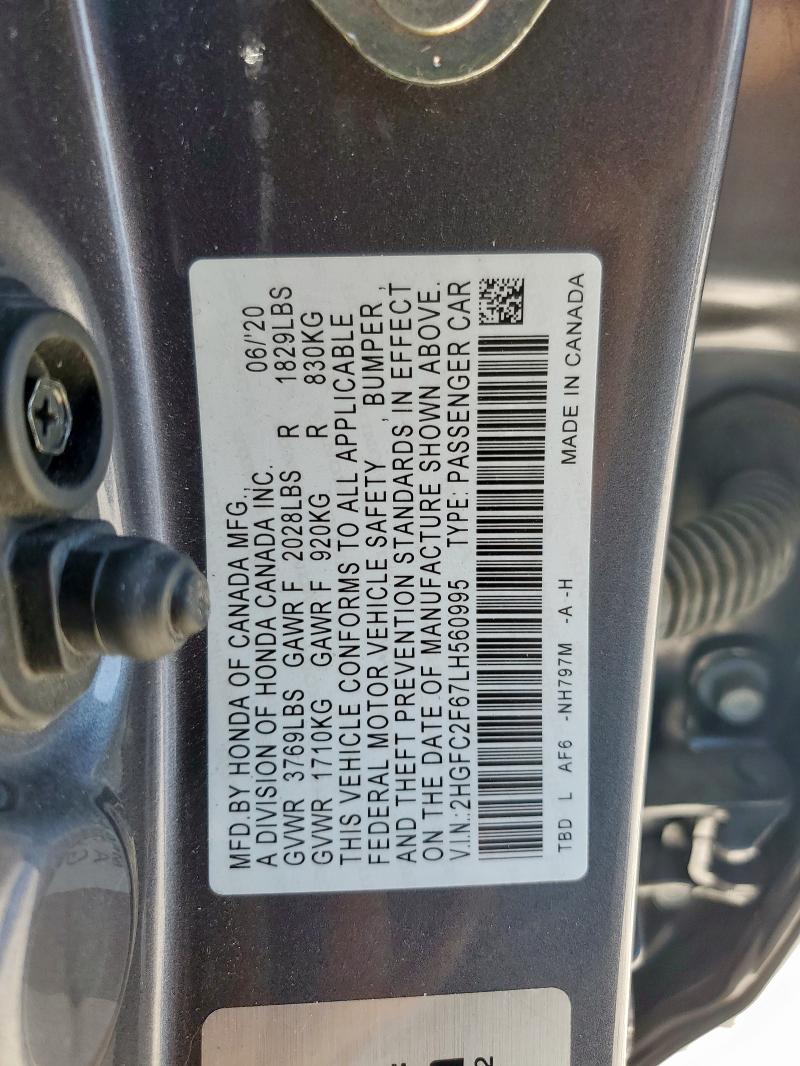 MFD. BY HONDA OF CANADA MFG., 06/'20
A DIVISION OF HONDA CANADA INC.
GVWR 3769LBS GAWR F 2028LBS R 1829LBS
GVWR 1710KG GAWR F 920KG R 830KG
THIS VEHICLE CONFORMS TO ALL APPLICABLE
FEDERAL MOTOR VEHICLE SAFETY , BUMPER ,
AND THEFT PREVENTION STANDARDS IN EFFECT
ON THE DATE OF MANUFACTURE SHOWN ABOVE.
V.I.N.:2HGFC2F67LH560995 TYPE: PASSENGER CAR
TBD L AF6 -NH797M -A -H MADE IN CANADA
2